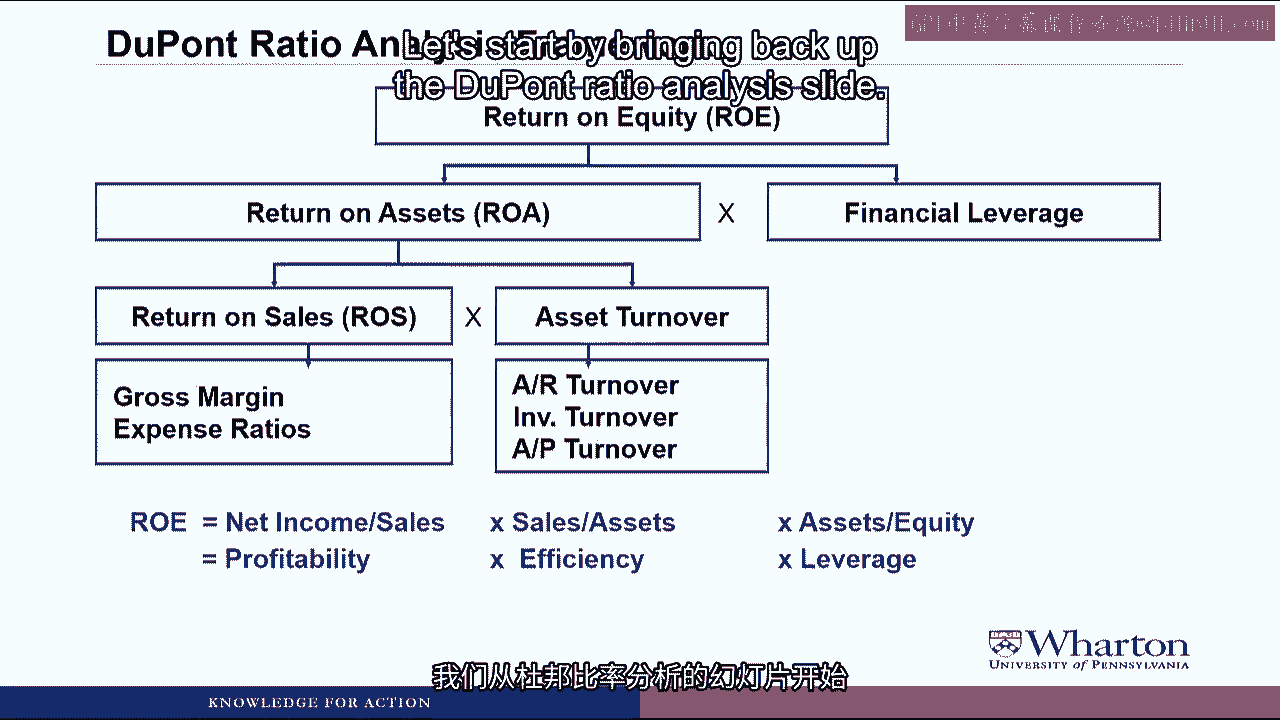 DuPont Ratio Analysis
Let's start by bringing back up
the DuPont ratio analysis slide.
Return on Equity (ROE)
Return on Assets (ROA)
X
Financial Leverage
Return on Sales (ROS)
X
Asset Turnover
Gross Margin
Expense Ratios
A/R Turnover
Inv. Turnover
A/P Turnover
ROE = Net Income/Sales x Sales/Assets x Assets/Equity
= Profitability x Efficiency x Leverage
Wharton
UNIVERSITY of PENNSYLVANIA
我们从杜邦比率分析的幻灯片开始
KNOWLEDGE FOR ACTION